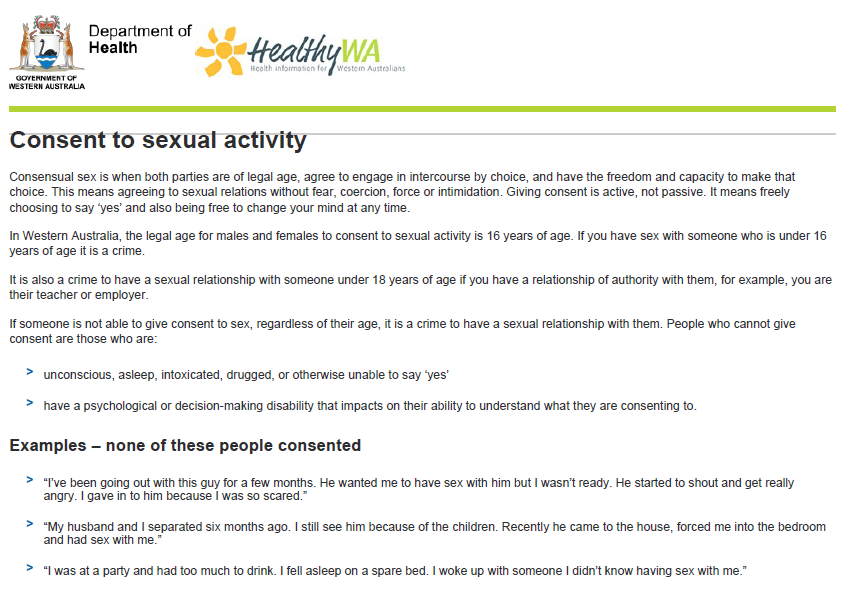 Department of
Health
GOVERNMENT OF
WESTERN AUSTRALIA
HealthyWA
Health information for Western Australians
Consent to sexual activity
Consensual sex is when both parties are of legal age, agree to engage in intercourse by choice, and have the freedom and capacity to make that
choice. This means agreeing to sexual relations without fear, coercion, force or intimidation. Giving consent is active, not passive. It means freely
choosing to say ‘yes’ and also being free to change your mind at any time.
In Western Australia, the legal age for males and females to consent to sexual activity is 16 years of age. If you have sex with someone who is under 16
years of age it is a crime.
It is also a crime to have a sexual relationship with someone under 18 years of age if you have a relationship of authority with them, for example, you are
their teacher or employer.
If someone is not able to give consent to sex, regardless of their age, it is a crime to have a sexual relationship with them. People who cannot give
consent are those who are:
> unconscious, asleep, intoxicated, drugged, or otherwise unable to say ‘yes’
> have a psychological or decision-making disability that impacts on their ability to understand what they are consenting to.
Examples – none of these people consented
> “I’ve been going out with this guy for a few months. He wanted me to have sex with him but I wasn’t ready. He started to shout and get really
angry. I gave in to him because I was so scared.”
> “My husband and I separated six months ago. I still see him because of the children. Recently he came to the house, forced me into the bedroom
and had sex with me.”
> “I was at a party and had too much to drink. I fell asleep on a spare bed. I woke up with someone I didn’t know having sex with me.”